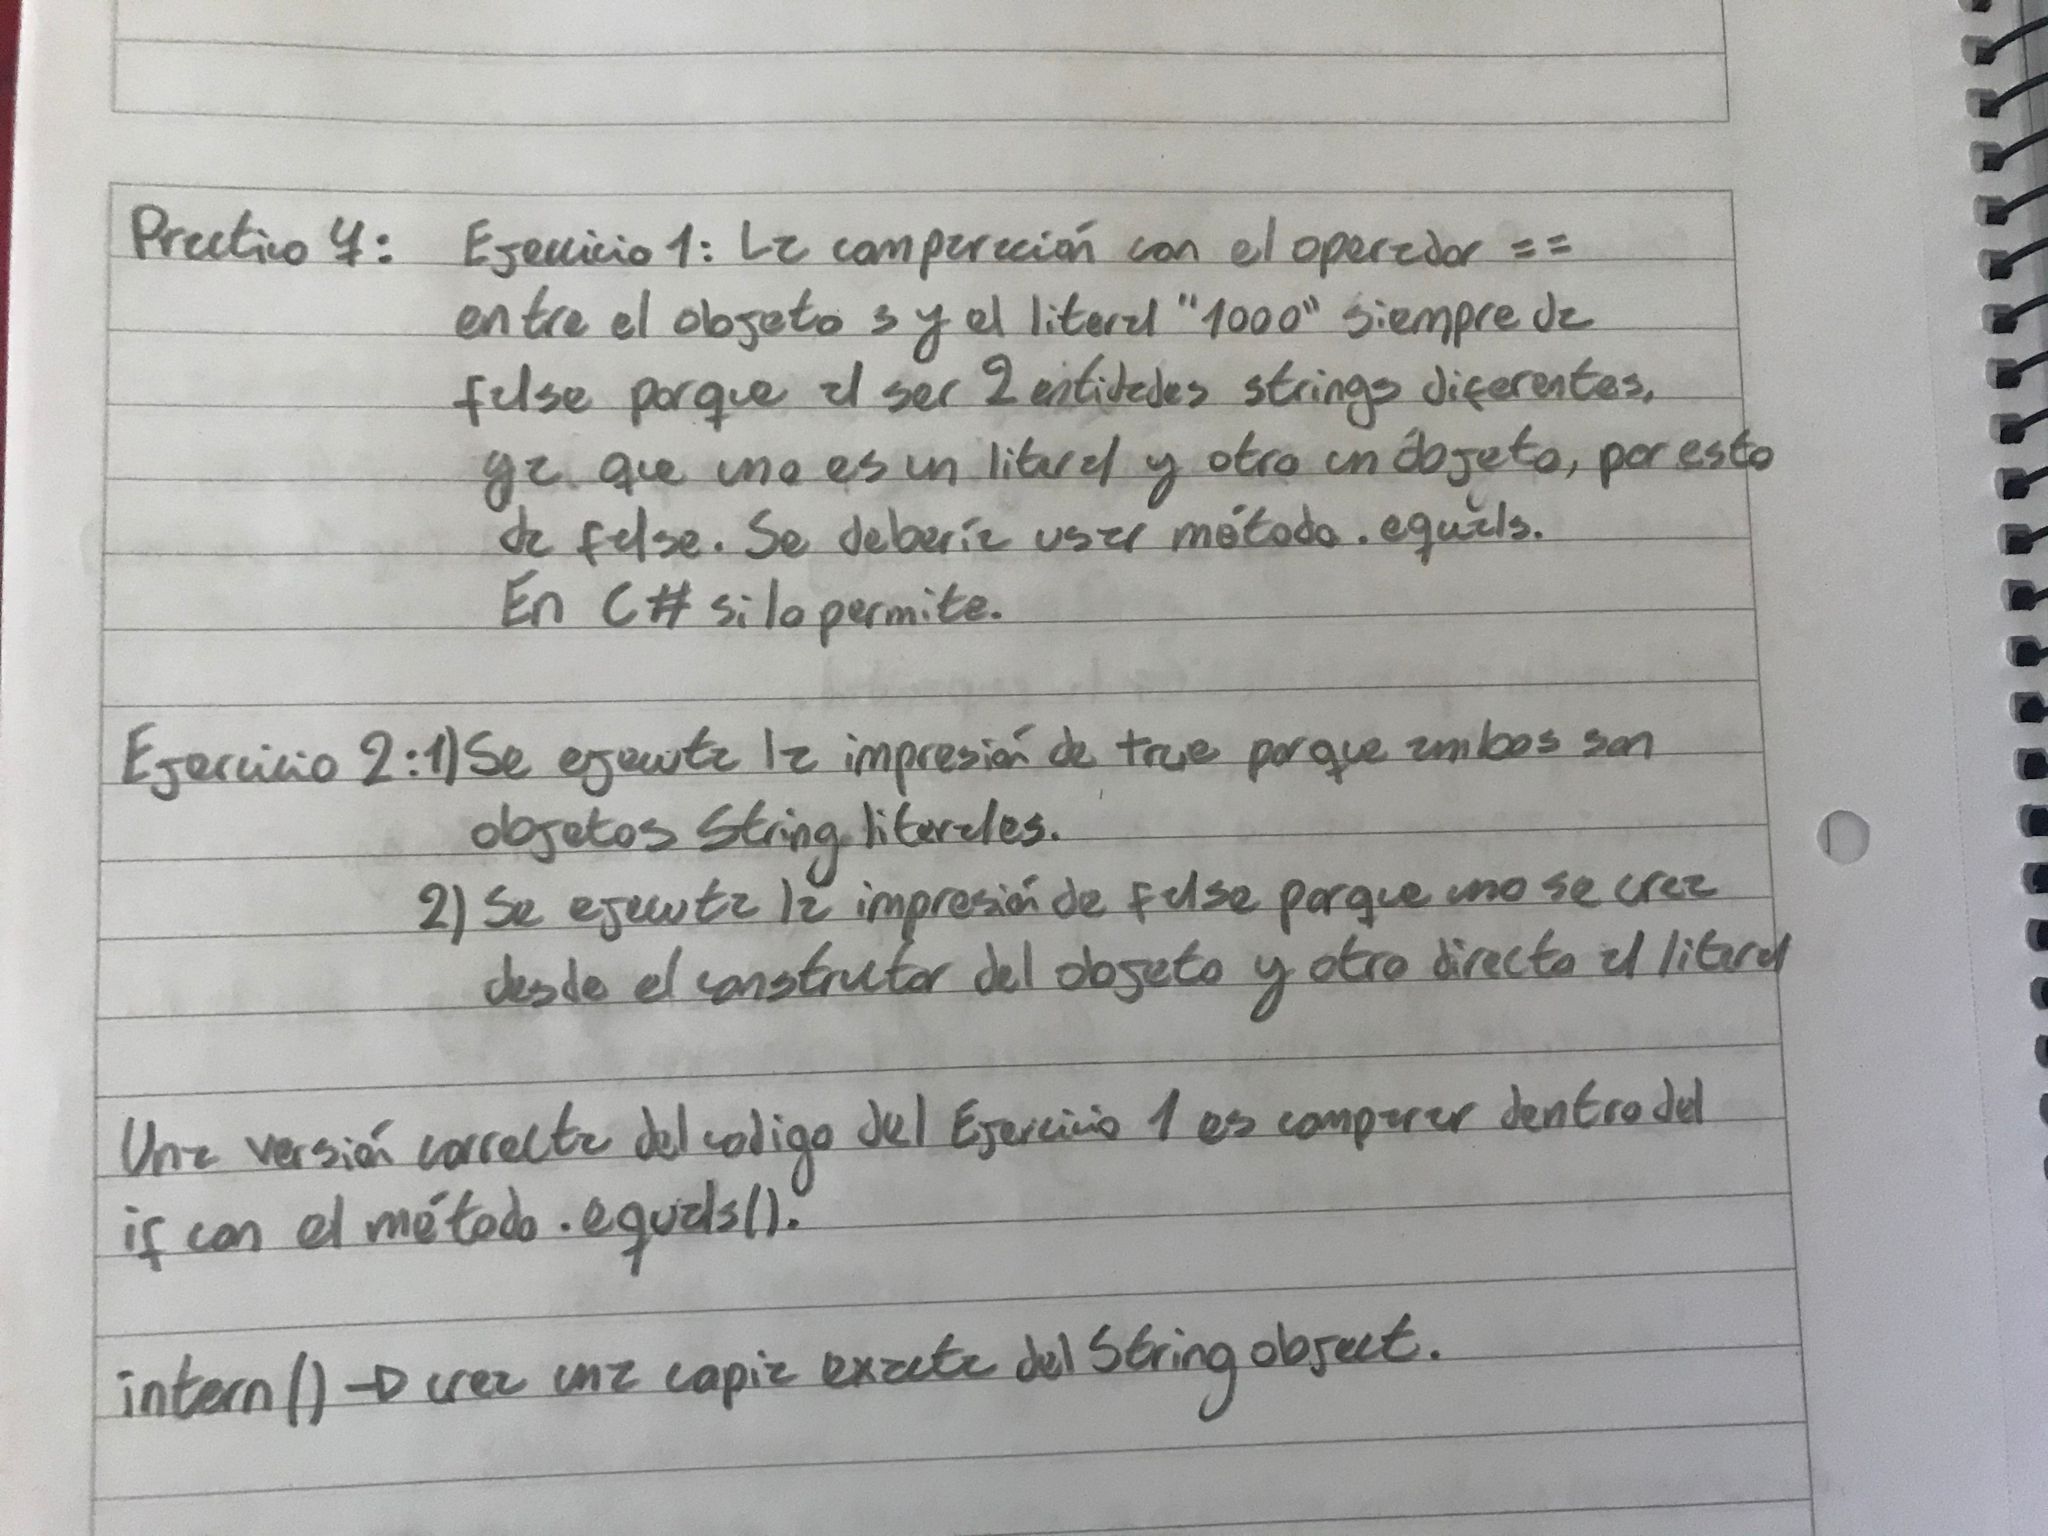 Practico 4: Ejercicio 1: La comparación con el operador ==
entre el objeto s y el literal "1000" siempre da
false porque al ser 2 entidades strings diferentes,
ya que uno es un literal y otro un objeto, por esto
da false. Se debería usar método .equals.
En C# si lo permite.
Ejercicio 2: 1) Se ejecuta la impresión de true porque ambos son
objetos String literales.
2) Se ejecuta la impresión de false porque uno se crea
desde el constructor del objeto y otro directo al literal
Una versión correcta del codigo del Ejercicio 1 es comparar dentro del
if con el método .equals().
intern() → crea una copia exacta del String object.